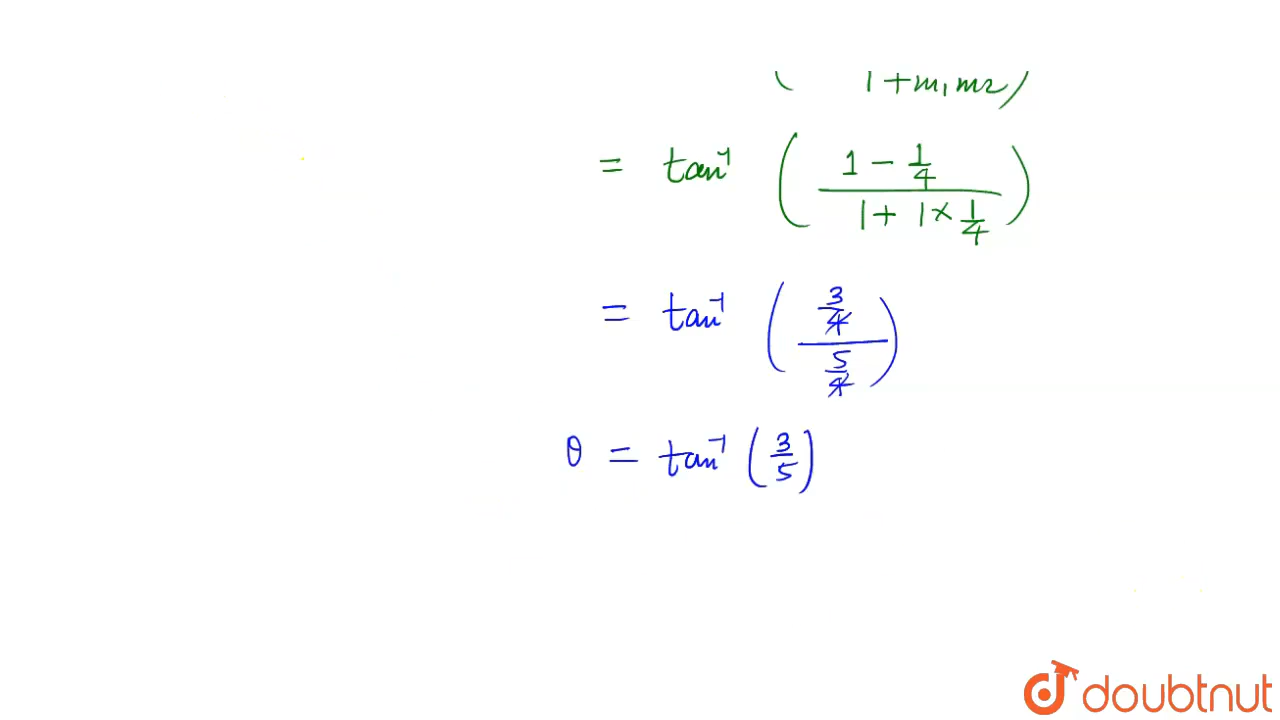 1+m1m2)
= tan⁻¹ ( (1 - 1/4) / (1 + 1×1/4) )
= tan⁻¹ ( (3/4) / (5/4) )
θ = tan⁻¹ (3/5)
doubtnut